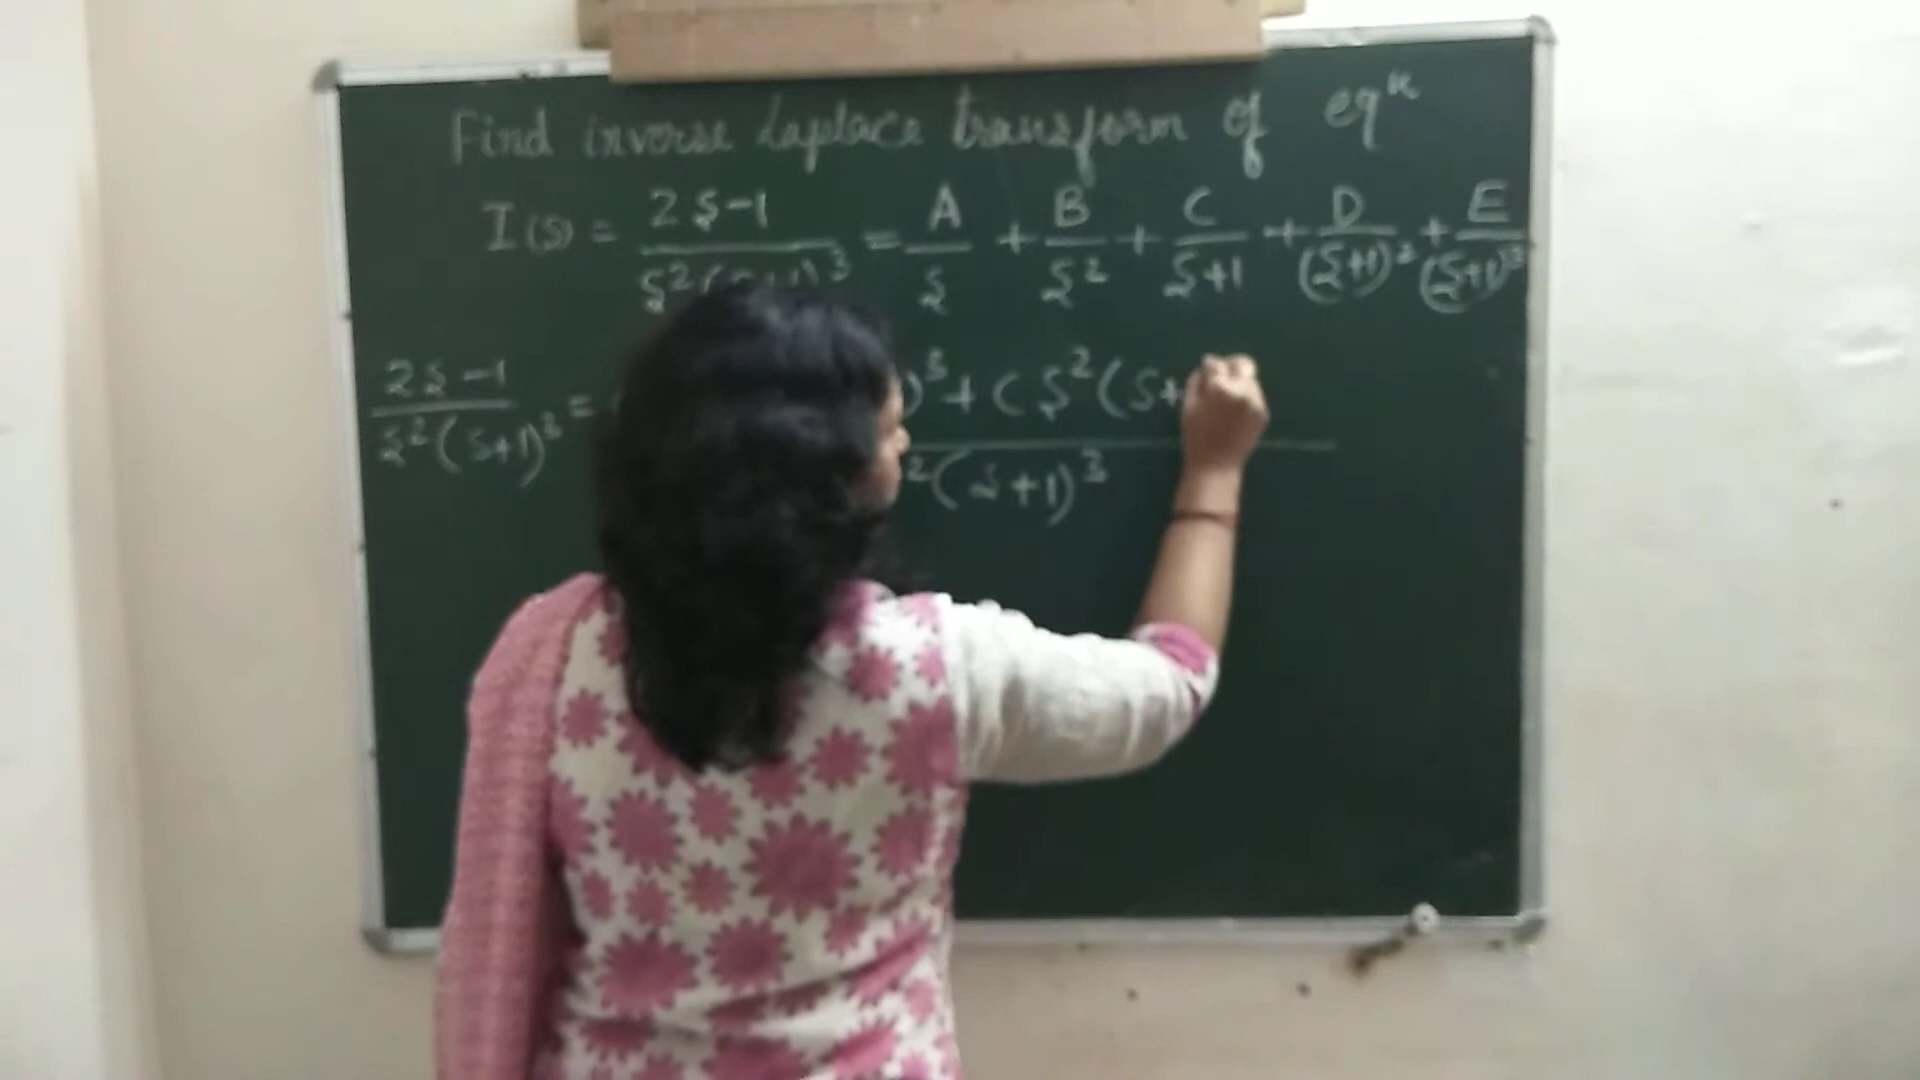 Find inverse Laplace transform of eqn
I(s) = 2s-1 / s²(s+1)³ = A/s + B/s² + C/s+1 + D/(s+1)² + E/(s+1)³
2s-1 / s²(s+1)³ = )³ + C s²(s+
²(s+1)³